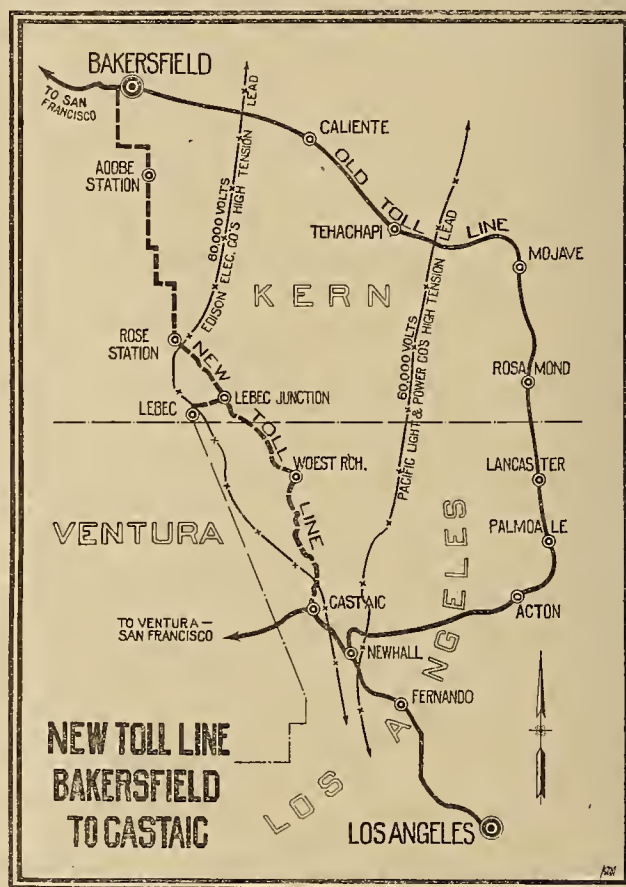 BAKERSFIELD
TO SAN
FRANCISCO
ADOBE
STATION
60,000 VOLTS
EDISON ELEC. CO'S HIGH TENSION
LEAD
CALIENTE
OLD TOLL LINE
TEHACHAPI
MOJAVE
KERN
60,000 VOLTS
PACIFIC LIGHT & POWER CO'S HIGH TENSION
LEAD
ROSE
STATION
NEW TOLL LINE
LEBEC JUNCTION
LEBEC
ROSAMOND
WOEST R'CH.
LANCASTER
PALMDALE
VENTURA
CASTAIC
ACTON
TO VENTURA—
SAN FRANCISCO
NEWHALL
FERNANDO
LOS ANGELES
NEW TOLL LINE
BAKERSFIELD
TO CASTAIC
LOS ANGELES